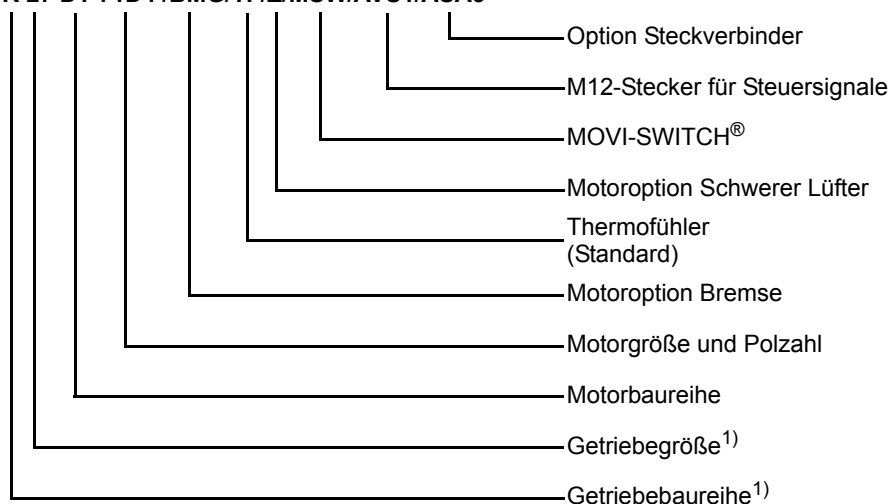 Option Steckverbinder
M12-Stecker für Steuersignale
MOVI-SWITCH®
Motoroption Schwerer Lüfter
Thermofühler
(Standard)
Motoroption Bremse
Motorgröße und Polzahl
Motorbaureihe
Getriebegröße1)
Getriebebaureihe1)